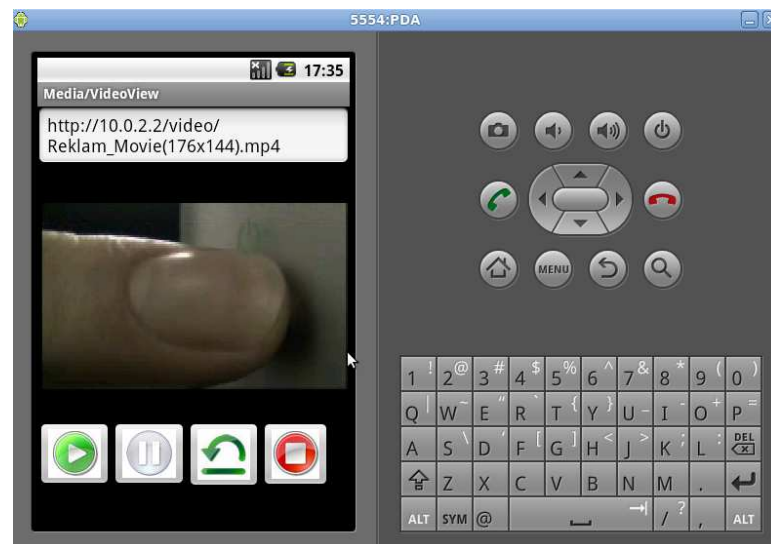 5554:PDA
17:35
Media/VideoView
http://10.0.2.2/video/
Reklam_Movie(176x144).mp4
MENU
1 ! 2 @ 3 # 4 $ 5 % 6 ^ 7 & 8 * 9 ( 0 )
Q | W ~ E " R ` T { Y } U _ I - O + P =
A S \ D ' F [ G ] H < J > K ; L : DEL
Z X C V B N M .
ALT SYM @ / ? , ALT